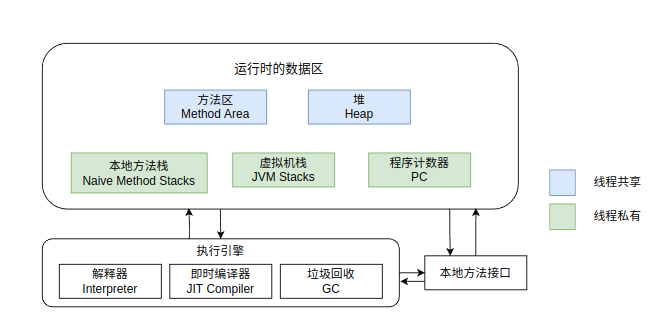 运行时的数据区
方法区
Method Area
堆
Heap
本地方法栈
Naive Method Stacks
虚拟机栈
JVM Stacks
程序计数器
PC
线程共享
线程私有
执行引擎
解释器
Interpreter
即时编译器
JIT Compiler
垃圾回收
GC
本地方法接口